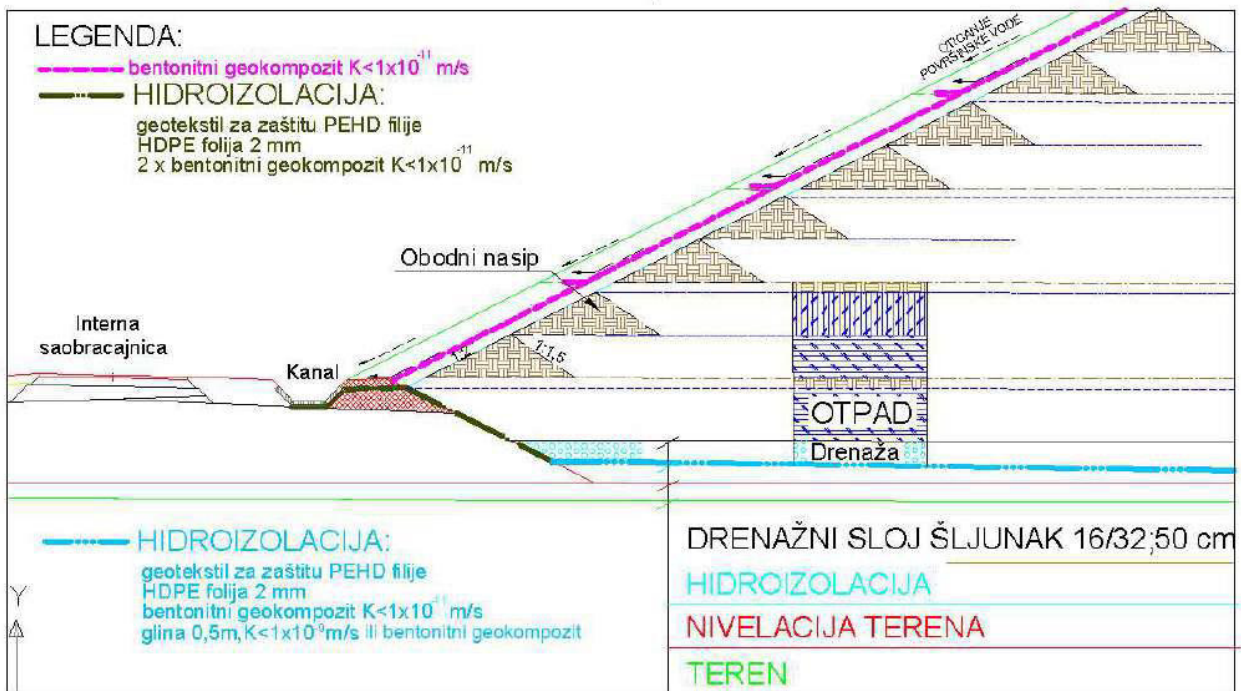 LEGENDA:
bentonitni geokompozit K<1x10⁻¹¹ m/s
HIDROIZOLACIJA:
geotekstil za zaštitu PEHD filije
HDPE folija 2 mm
2 x bentonitni geokompozit K<1x10⁻¹¹ m/s
OTICANJE
POVRŠINSKE VODE
Obodni nasip
Interna
saobracajnica
Kanal
1:1,5
OTPAD
Drenaža
HIDROIZOLACIJA:
geotekstil za zaštitu PEHD filije
HDPE folija 2 mm
bentonitni geokompozit K<1x10⁻¹¹ m/s
glina 0,5m, K<1x10⁻⁹m/s ili bentonitni geokompozit
Y
DRENAŽNI SLOJ ŠLJUNAK 16/32;50 cm
HIDROIZOLACIJA
NIVELACIJA TERENA
TEREN